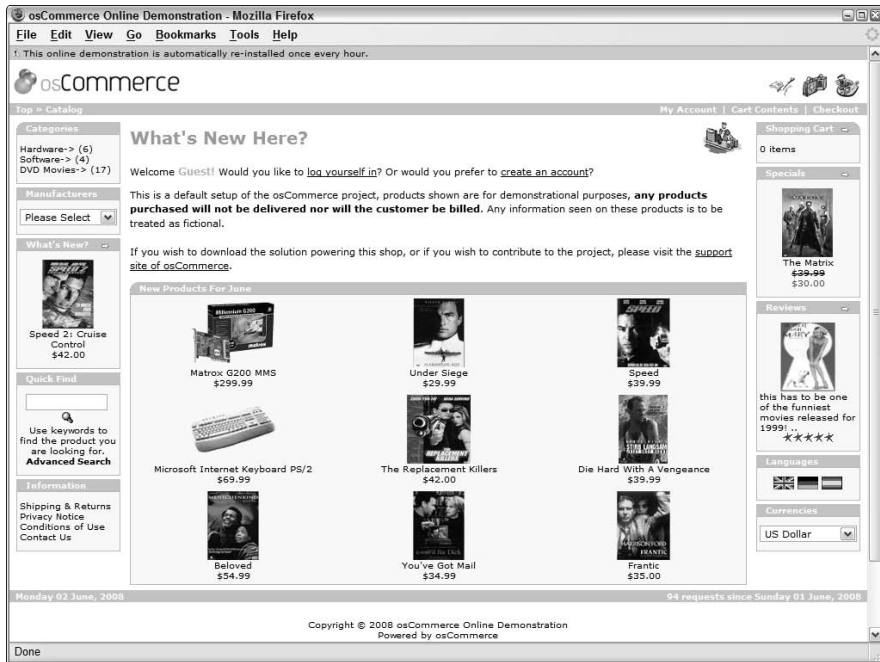 osCommerce Online Demonstration - Mozilla Firefox
File Edit View Go Bookmarks Tools Help
This online demonstration is automatically re-installed once every hour.
osCommerce
Top » Catalog
My Account | Cart Contents | Checkout
Categories
Hardware-> (6)
Software-> (4)
DVD Movies-> (17)
Manufacturers
Please Select
What's New?
Speed 2: Cruise
Control
$42.00
Quick Find
Use keywords to
find the product you
are looking for.
Advanced Search
Information
Shipping & Returns
Privacy Notice
Conditions of Use
Contact Us
What's New Here?
Welcome Guest! Would you like to log yourself in? Or would you prefer to create an account?
This is a default setup of the osCommerce project, products shown are for demonstrational purposes, any products
purchased will not be delivered nor will the customer be billed. Any information seen on these products is to be
treated as fictional.
If you wish to download the solution powering this shop, or if you wish to contribute to the project, please visit the support
site of osCommerce.
New Products For June
Millennium G200
matrox
Matrox G200 MMS
$299.99
Under Siege
$29.99
SPEED
Speed
$39.99
Microsoft Internet Keyboard PS/2
$69.99
REPLACEMENT
KILLERS
The Replacement Killers
$42.00
STIRB LANGSAM
Die Hard With A Vengeance
$39.99
Beloved
$54.99
You've Got Mail
$34.99
HARRISON FORD
FRANTIC
Frantic
$35.00
Shopping Cart
0 items
Specials
The Matrix
$39.99
$30.00
Reviews
MARY
this has to be one
of the funniest
movies released for
1999! ..
Languages
Currencies
US Dollar
Monday 02 June, 2008
94 requests since Sunday 01 June, 2008
Copyright © 2008 osCommerce Online Demonstration
Powered by osCommerce
Done